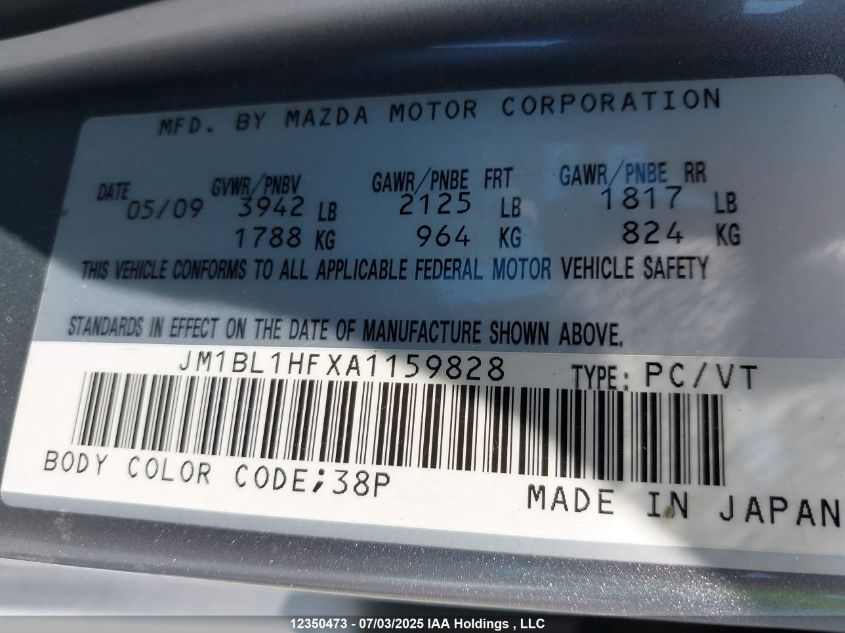 MFD. BY MAZDA MOTOR CORPORATION
DATE GVWR/PNBV GAWR/PNBE FRT GAWR/PNBE RR
05/09 3942 LB 2125 LB 1817 LB
1788 KG 964 KG 824 KG
THIS VEHICLE CONFORMS TO ALL APPLICABLE FEDERAL MOTOR VEHICLE SAFETY
STANDARDS IN EFFECT ON THE DATE OF MANUFACTURE SHOWN ABOVE.
JM1BL1HFXA1159828 TYPE: PC/VT
BODY COLOR CODE;38P MADE IN JAPAN
12350473 - 07/03/2025 IAA Holdings , LLC